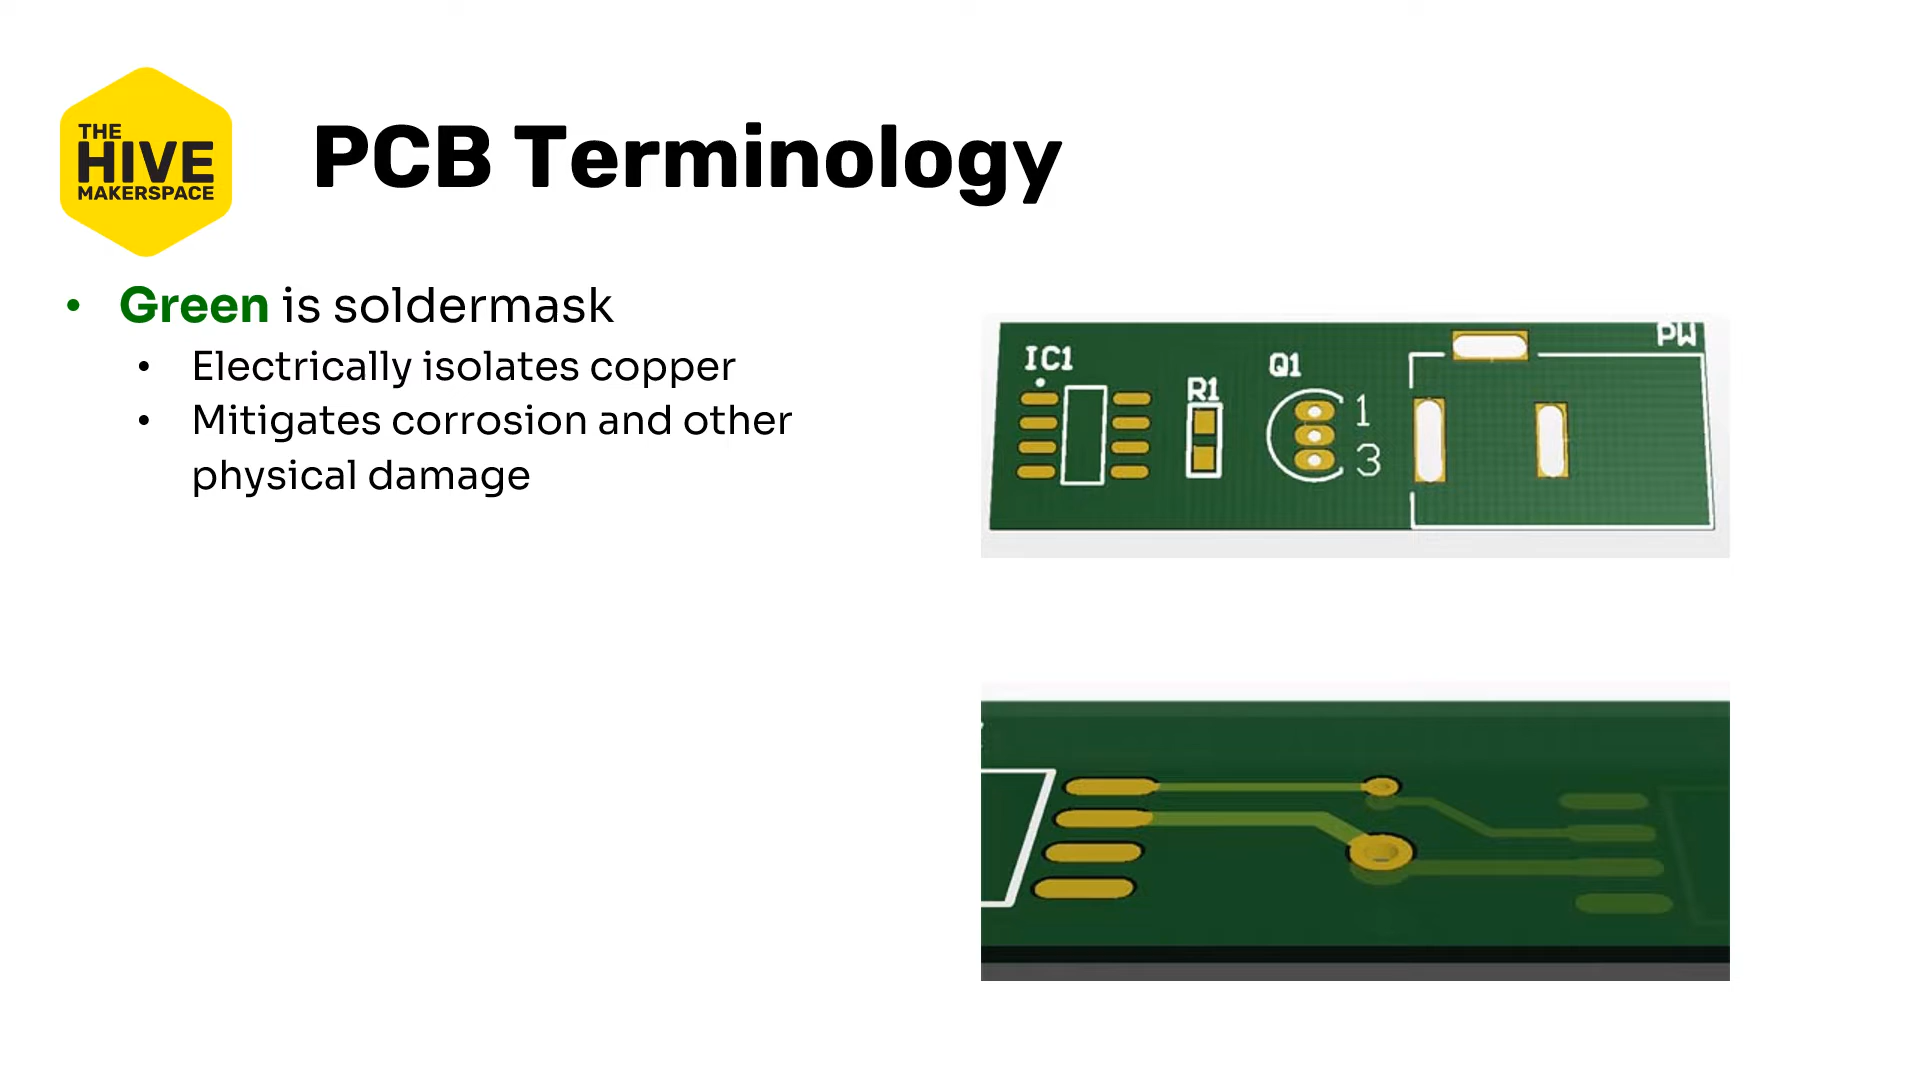 THE
HIVE
MAKERSPACE
PCB Terminology
• Green is soldermask
• Electrically isolates copper
• Mitigates corrosion and other
physical damage
IC1
R1
Q1
1
3
PW